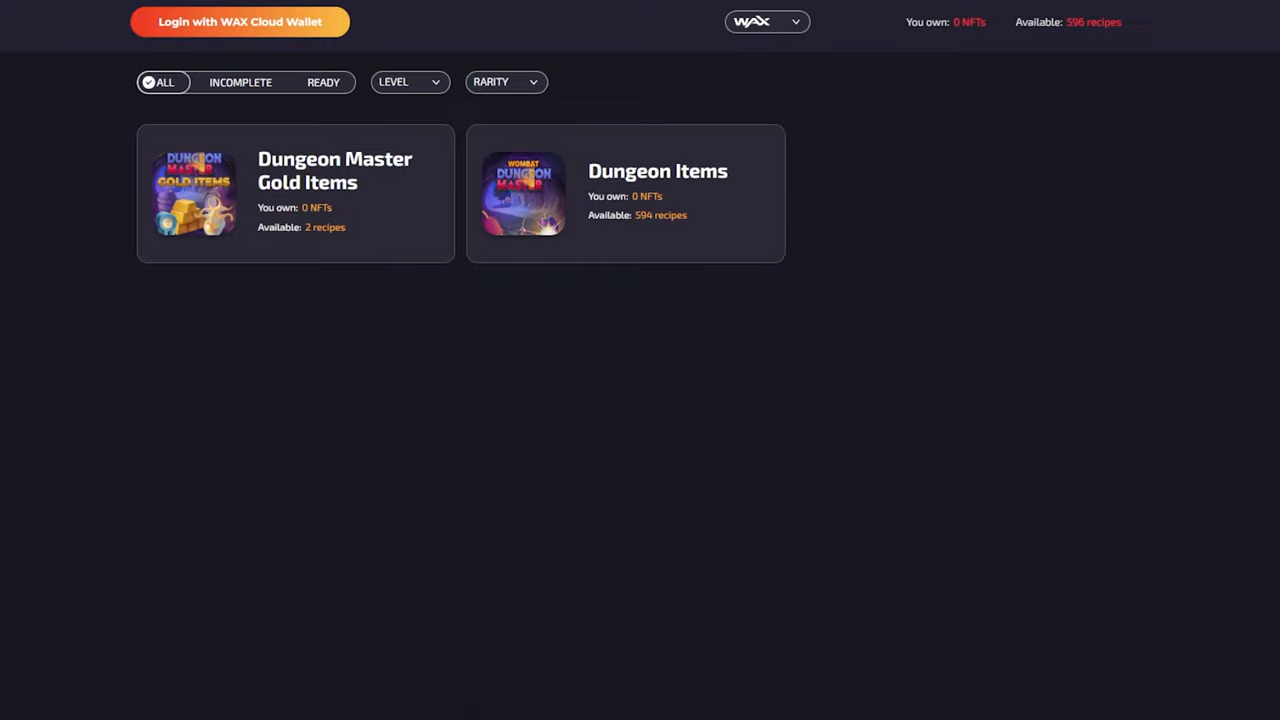 Login with WAX Cloud Wallet
WAX
You own: 0 NFTs
Available: 596 recipes
ALL
INCOMPLETE
READY
LEVEL
RARITY
DUNGEON
MASTER
GOLD ITEMS
Dungeon Master
Gold Items
You own: 0 NFTs
Available: 2 recipes
WOMBAT
DUNGEON
MASTER
Dungeon Items
You own: 0 NFTs
Available: 594 recipes